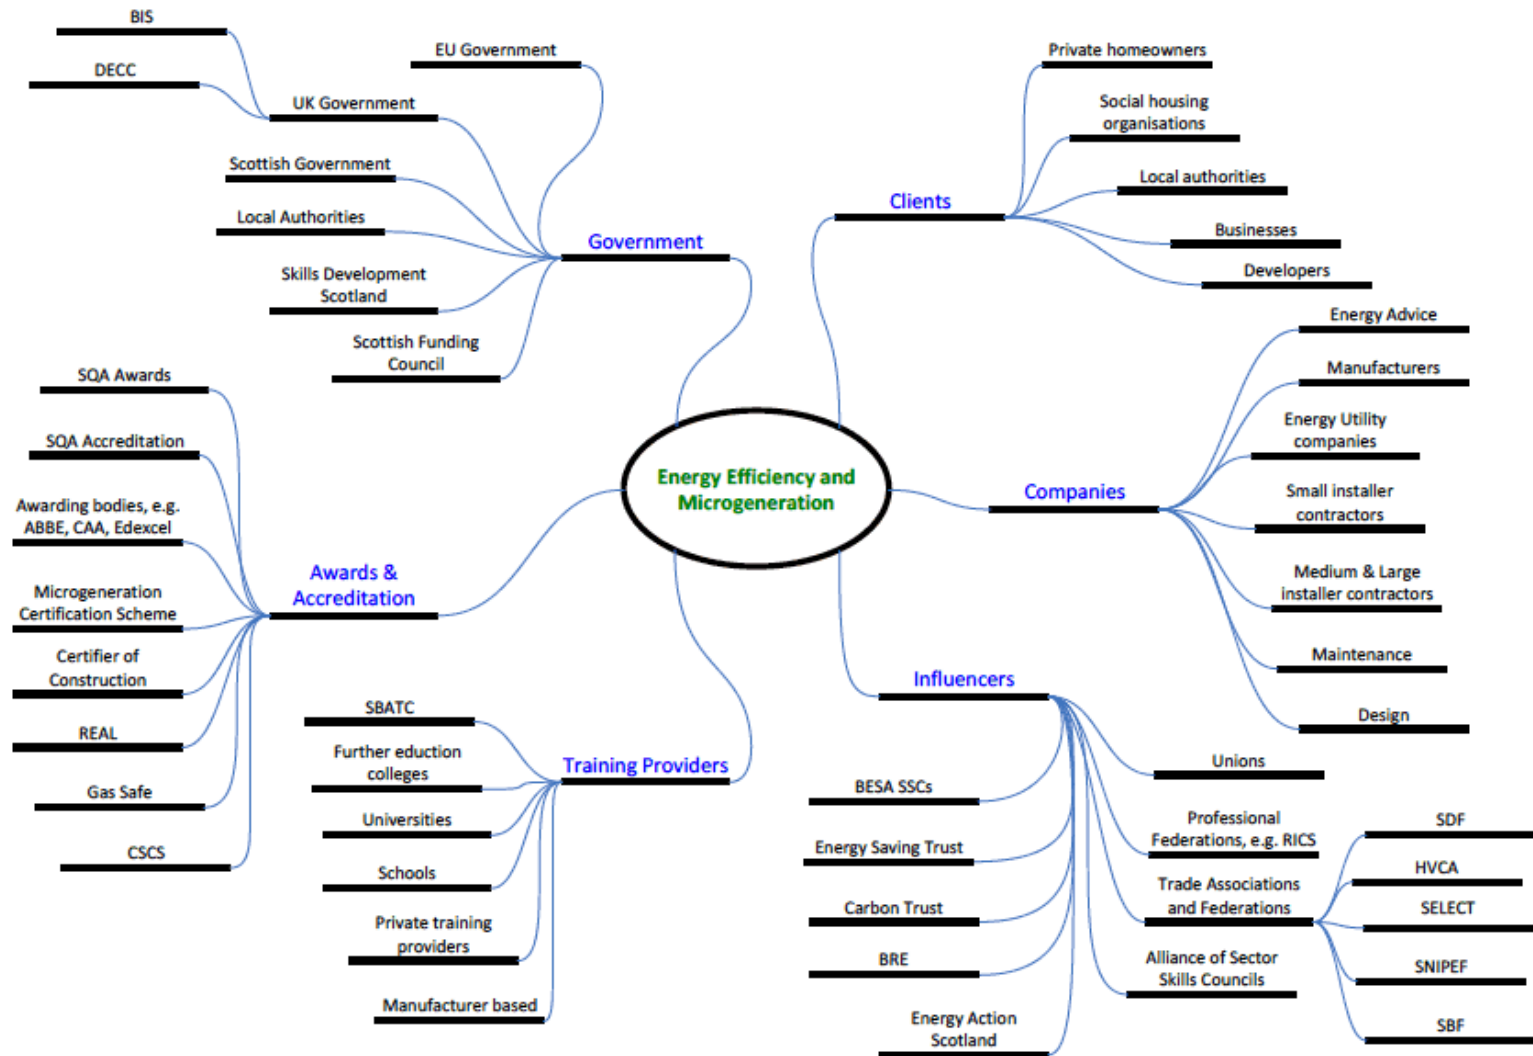 BIS
DECC
EU Government
UK Government
Scottish Government
Local Authorities
Skills Development
Scotland
Scottish Funding
Council
Government
Private homeowners
Social housing
organisations
Local authorities
Businesses
Developers
Clients
Energy Efficiency and
Microgeneration
Energy Advice
Manufacturers
Energy Utility
companies
Small installer
contractors
Medium & Large
installer contractors
Maintenance
Design
Companies
SQA Awards
SQA Accreditation
Awarding bodies, e.g.
ABBE, CAA, Edexcel
Microgeneration
Certification Scheme
Certifier of
Construction
REAL
Gas Safe
CSCS
Awards &
Accreditation
SBATC
Further eduction
colleges
Universities
Schools
Private training
providers
Manufacturer based
Training Providers
Influencers
BESA SSCs
Energy Saving Trust
Carbon Trust
BRE
Energy Action
Scotland
Unions
Professional
Federations, e.g. RICS
Trade Associations
and Federations
Alliance of Sector
Skills Councils
SDF
HVCA
SELECT
SNIPEF
SBF